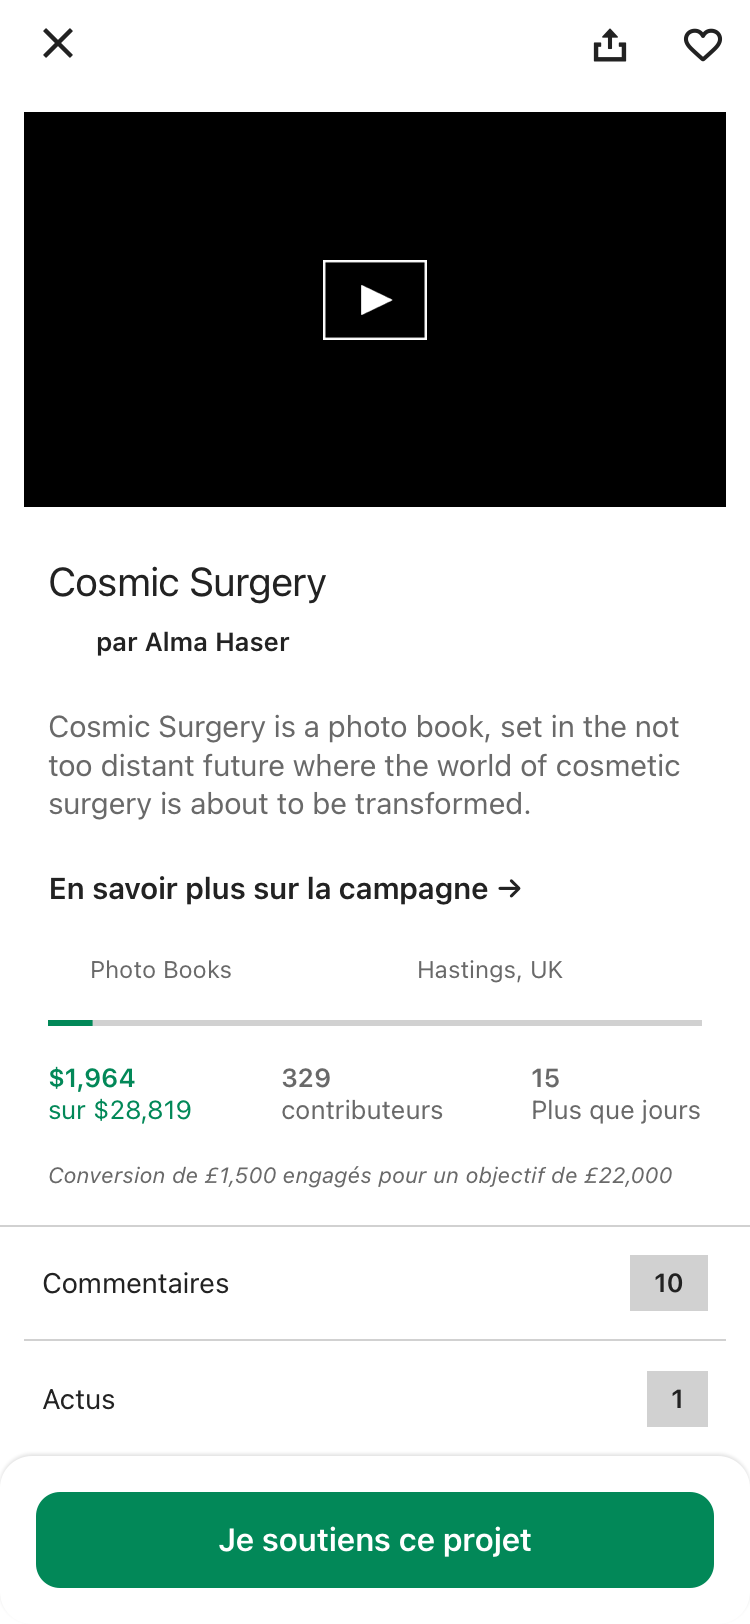 Cosmic Surgery
par Alma Haser
Cosmic Surgery is a photo book, set in the not
too distant future where the world of cosmetic
surgery is about to be transformed.
En savoir plus sur la campagne →
Photo Books
Hastings, UK
$1,964
sur $28,819
329
contributeurs
15
Plus que jours
Conversion de £1,500 engagés pour un objectif de £22,000
Commentaires
10
Actus
1
Je soutiens ce projet